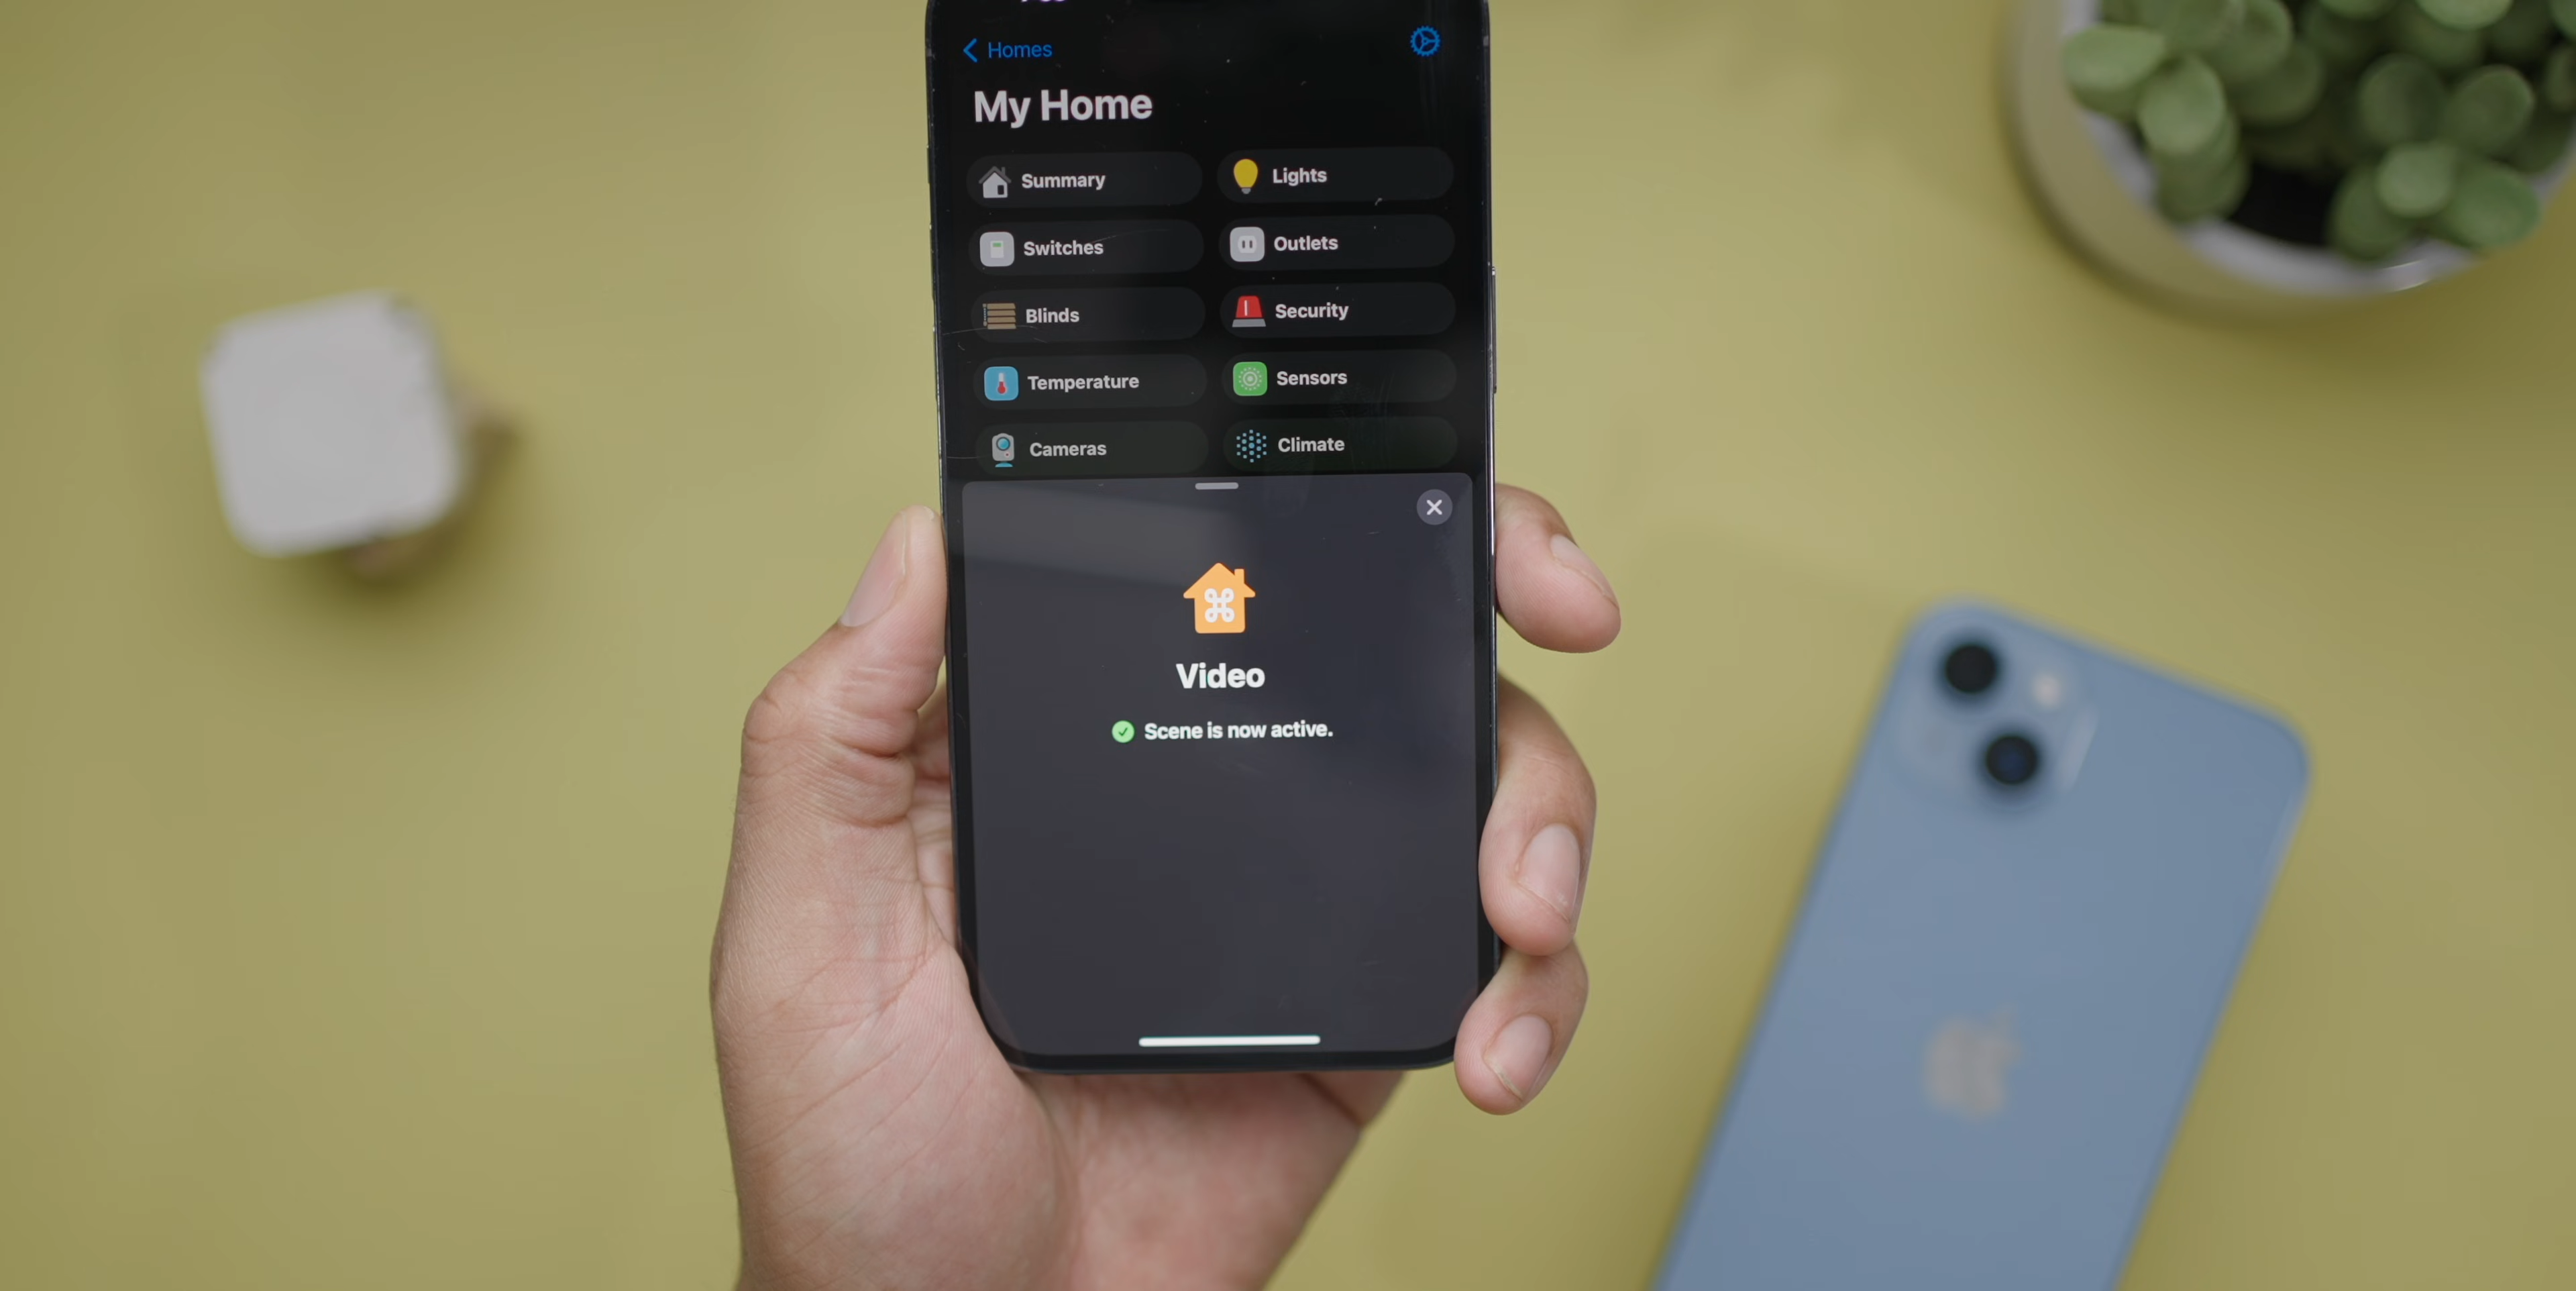 Homes
My Home
Summary
Lights
Switches
Outlets
Blinds
Security
Temperature
Sensors
Cameras
Climate
Video
Scene is now active.